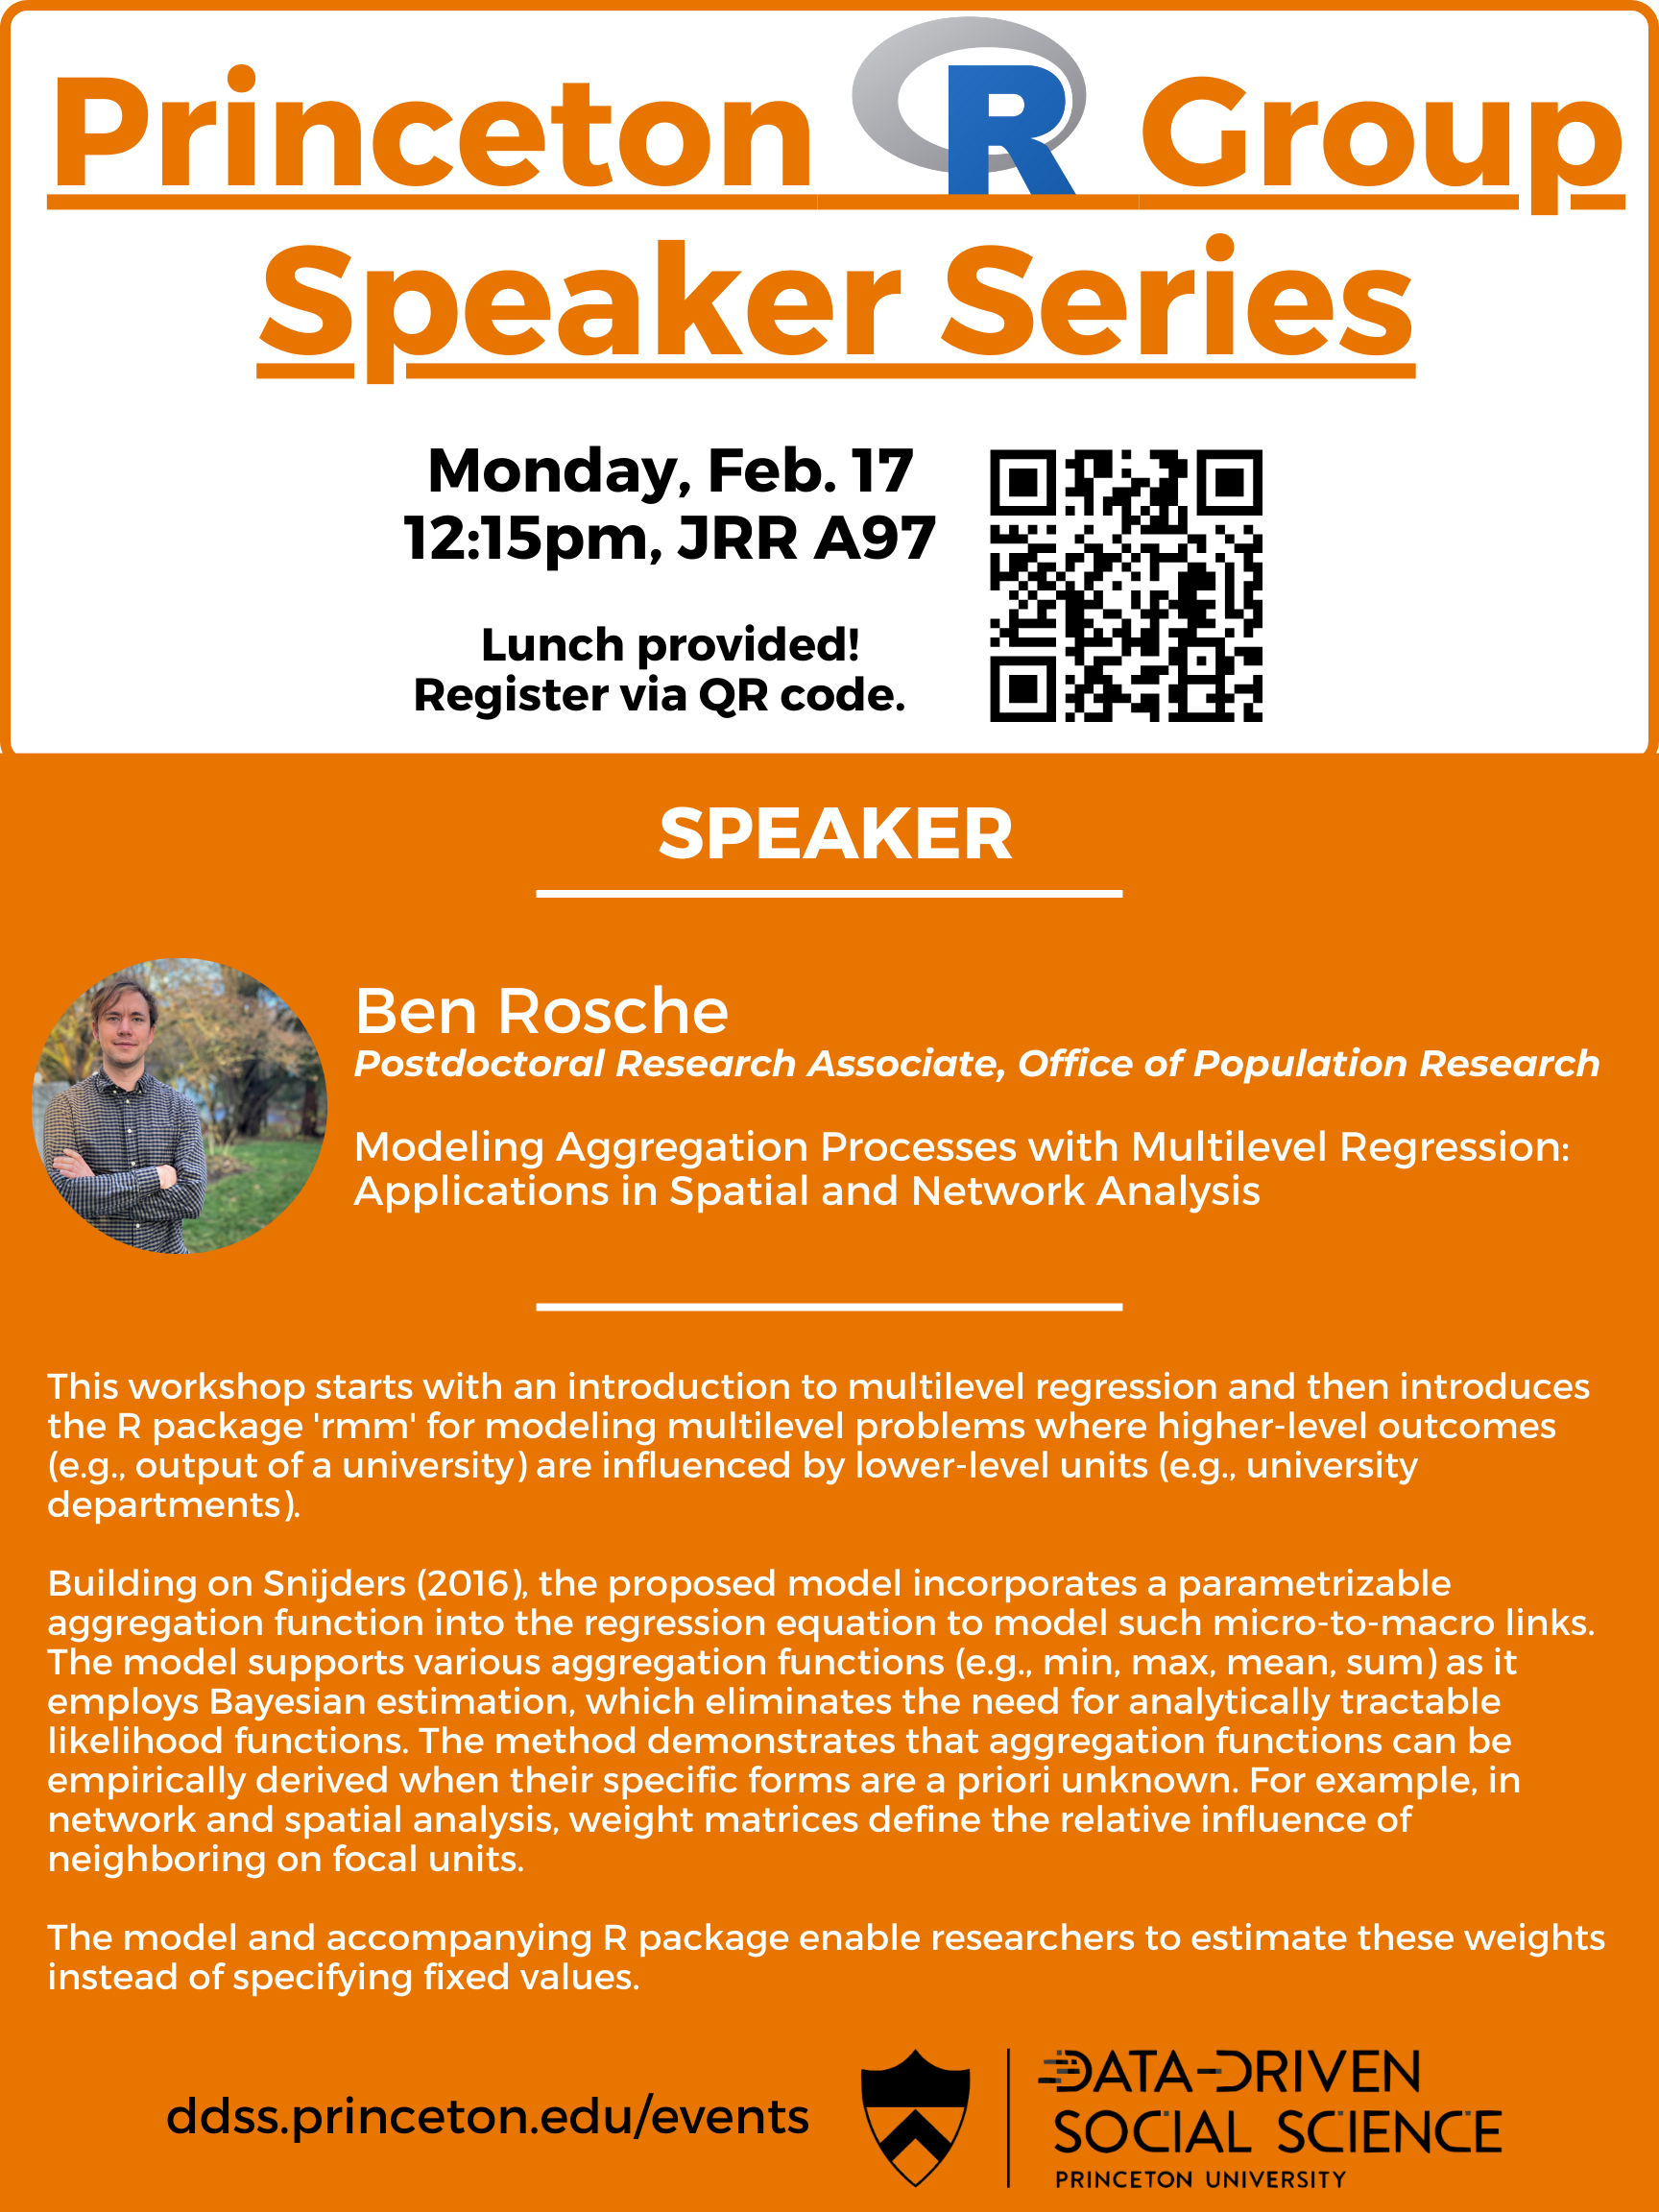 Princeton R Group
Speaker Series
Monday, Feb. 17
12:15pm, JRR A97
Lunch provided!
Register via QR code.
SPEAKER
Ben Rosche
Postdoctoral Research Associate, Office of Population Research
Modeling Aggregation Processes with Multilevel Regression:
Applications in Spatial and Network Analysis
This workshop starts with an introduction to multilevel regression and then introduces
the R package 'rmm' for modeling multilevel problems where higher-level outcomes
(e.g., output of a university) are influenced by lower-level units (e.g., university
departments).
Building on Snijders (2016), the proposed model incorporates a parametrizable
aggregation function into the regression equation to model such micro-to-macro links.
The model supports various aggregation functions (e.g., min, max, mean, sum) as it
employs Bayesian estimation, which eliminates the need for analytically tractable
likelihood functions. The method demonstrates that aggregation functions can be
empirically derived when their specific forms are a priori unknown. For example, in
network and spatial analysis, weight matrices define the relative influence of
neighboring on focal units.
The model and accompanying R package enable researchers to estimate these weights
instead of specifying fixed values.
ddss.princeton.edu/events
DATA-DRIVEN
SOCIAL SCIENCE
PRINCETON UNIVERSITY